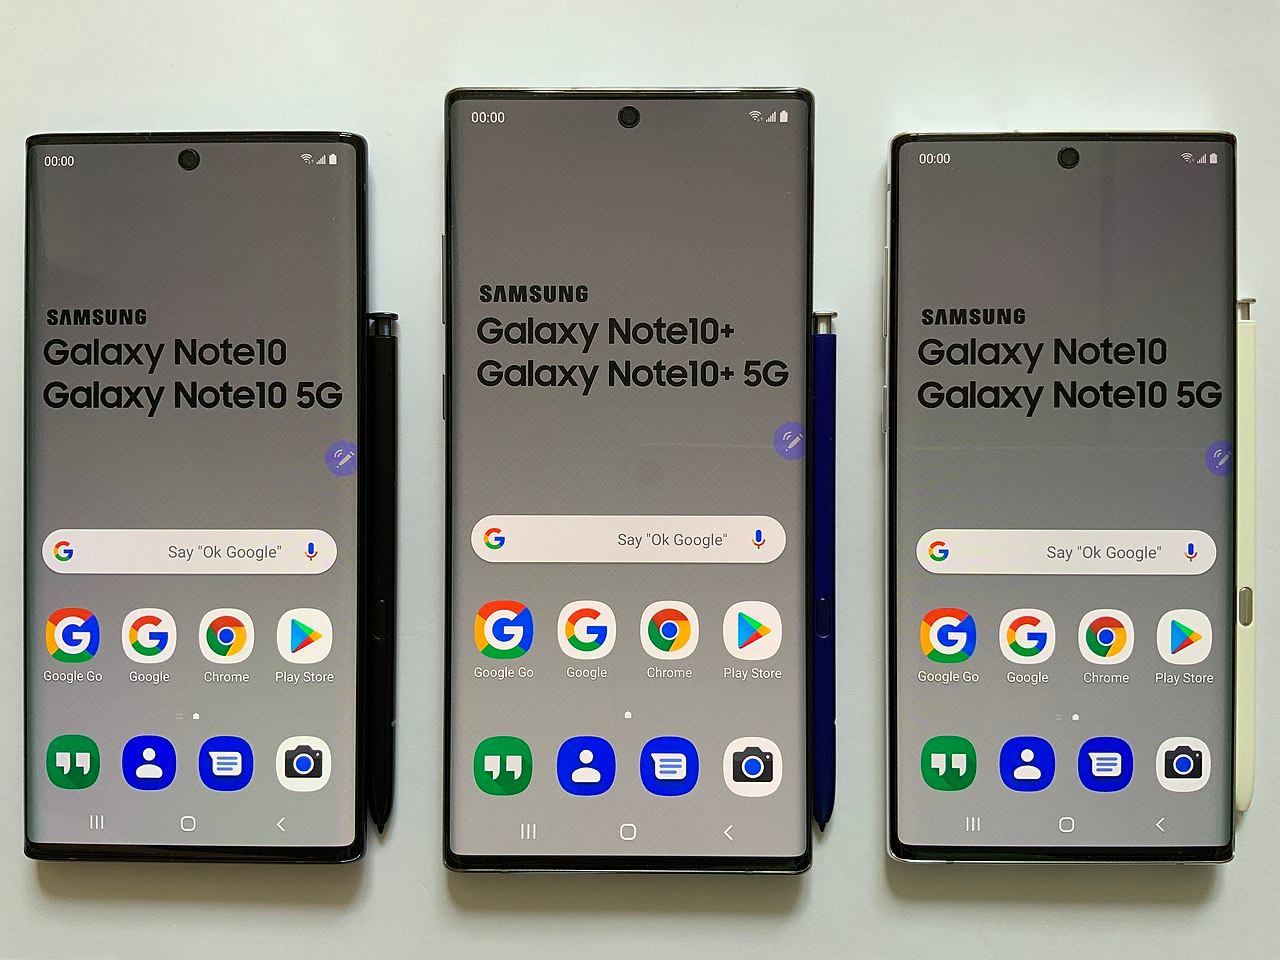 00:00
SAMSUNG
Galaxy Note10
Galaxy Note10 5G
Say "Ok Google"
Google Go
Google
Chrome
Play Store
00:00
SAMSUNG
Galaxy Note10+
Galaxy Note10+ 5G
Say "Ok Google"
Google Go
Google
Chrome
Play Store
00:00
SAMSUNG
Galaxy Note10
Galaxy Note10 5G
Say "Ok Google"
Google Go
Google
Chrome
Play Store